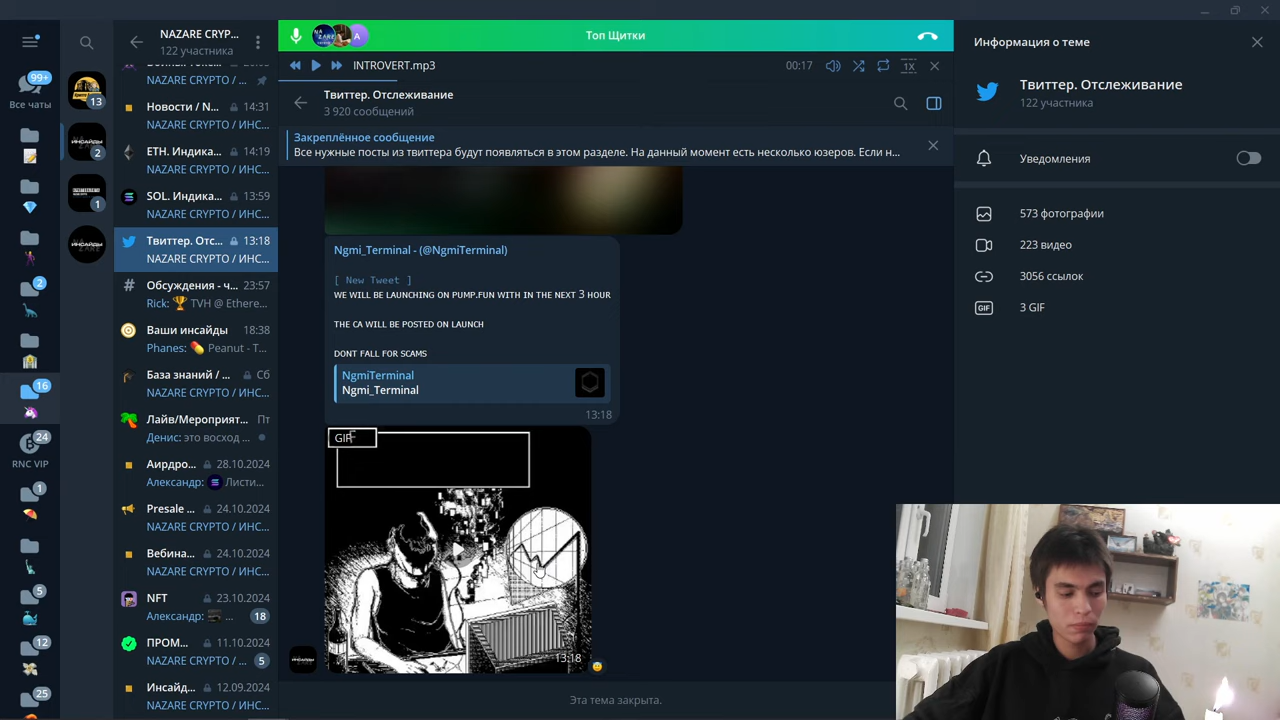 99+
Все чаты
2
16
24
RNC VIP
1
5
12
25
13
ИНСАЙДЫ
2
1
ИНСАЙДЫ
NAZARE CRYP...
122 участника
NAZARE CRYPTO / ...
Новости / N... 14:31
NAZARE CRYPTO / ИНС...
ETH. Индика... 14:19
NAZARE CRYPTO / ИНС...
SOL. Индика... 13:59
NAZARE CRYPTO / ИНС...
Твиттер. Отс... 13:18
NAZARE CRYPTO / ИНС...
Обсуждения - ч... 23:57
Rick: 🏆 TVH @ Ethere...
Ваши инсайды 18:38
Phanes: 💊 Peanut - T...
База знаний / ... Сб
NAZARE CRYPTO / ИНС...
Лайв/Мероприят... Пт
Денис: это восход ...
Аирдро... 28.10.2024
Александр: Листи...
Presale ... 24.10.2024
NAZARE CRYPTO / ИНС...
Вебина... 24.10.2024
NAZARE CRYPTO / ИНС...
NFT 23.10.2024
Александр: ... 18
ПРОМ... 11.10.2024
NAZARE CRYPTO / ИНС... 5
Инсайд... 12.09.2024
NAZARE CRYPTO / ИНС...
A
Топ Щитки
INTROVERT.mp3
00:17
1X
Твиттер. Отслеживание
3 920 сообщений
Закреплённое сообщение
Все нужные посты из твиттера будут появляться в этом разделе. На данный момент есть несколько юзеров. Если н...
Ngmi_Terminal - (@NgmiTerminal)
[ New Tweet ]
WE WILL BE LAUNCHING ON PUMP.FUN WITH IN THE NEXT 3 HOUR
THE CA WILL BE POSTED ON LAUNCH
DONT FALL FOR SCAMS
NgmiTerminal
Ngmi_Terminal
13:18
GIF
13:18
Эта тема закрыта.
Информация о теме
Твиттер. Отслеживание
122 участника
Уведомления
573 фотографии
223 видео
3056 ссылок
GIF 3 GIF